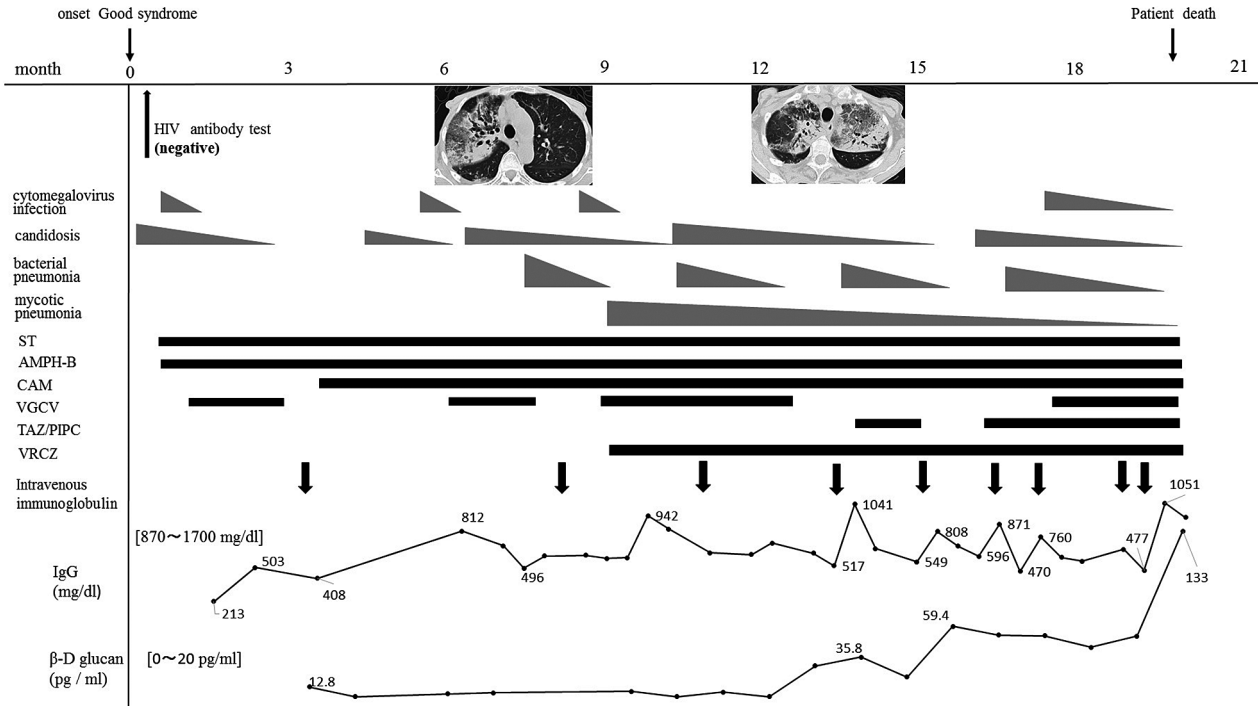 onset Good syndrome
Patient death
month 0 3 6 9 12 15 18 21
HIV antibody test
(negative)
cytomegalovirus
infection
candidosis
bacterial
pneumonia
mycotic
pneumonia
ST
AMPH-B
CAM
VGCV
TAZ/PIPC
VRCZ
Intravenous
immunoglobulin
[870～1700 mg/dl]
IgG
(mg/dl)
213
503
408
812
496
942
517
1041
549
808
596
871
470
760
477
1051
β-D glucan
(pg / ml)
[0～20 pg/ml]
12.8
35.8
59.4
133